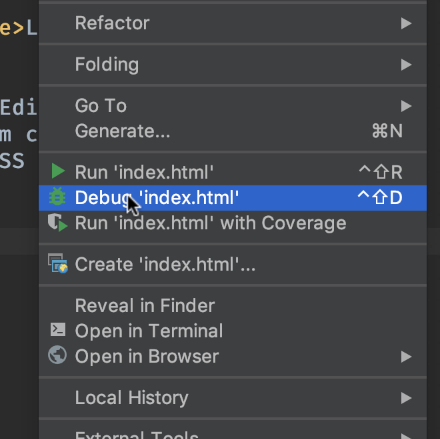 Refactor
e>L
Folding
Edi
Go To
m c
Generate... ⌘N
SS
Run 'index.html' ^⇧R
Debug 'index.html' ^⇧D
Run 'index.html' with Coverage
Create 'index.html'...
Reveal in Finder
Open in Terminal
Open in Browser
Local History
External Tools